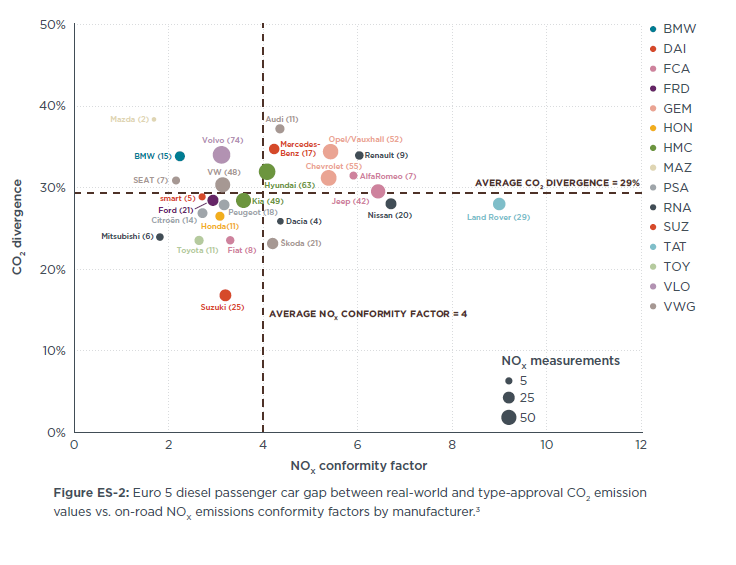 50%
40%
30%
20%
10%
0%
CO2 divergence
0 2 4 6 8 10 12
NOx conformity factor
Mazda (2)
Audi (11)
Volvo (74)
Mercedes-
Benz (17)
Opel/Vauxhall (52)
BMW (15)
Renault (9)
VW (48)
Chevrolet (55)
SEAT (7)
AlfaRomeo (7)
Hyundai (63)
AVERAGE CO2 DIVERGENCE = 29%
smart (5)
Kia (49)
Jeep (42)
Ford (21)
Peugeot (18)
Nissan (20)
Land Rover (29)
Citroën (14)
Honda(11)
Dacia (4)
Mitsubishi (6)
Toyota (11)
Fiat (8)
Škoda (21)
Suzuki (25)
AVERAGE NOx CONFORMITY FACTOR = 4
NOx measurements
5
25
50
BMW
DAI
FCA
FRD
GEM
HON
HMC
MAZ
PSA
RNA
SUZ
TAT
TOY
VLO
VWG
Figure ES-2: Euro 5 diesel passenger car gap between real-world and type-approval CO2 emission
values vs. on-road NOx emissions conformity factors by manufacturer.³